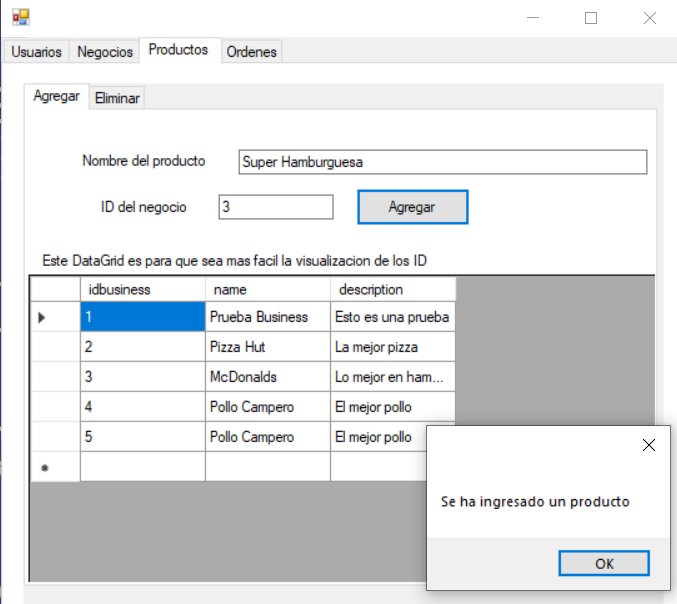 Usuarios Negocios Productos Ordenes
Agregar Eliminar
Nombre del producto Super Hamburguesa
ID del negocio 3 Agregar
Este DataGrid es para que sea mas facil la visualizacion de los ID
idbusiness name description
1 Prueba Business Esto es una prueba
2 Pizza Hut La mejor pizza
3 McDonalds Lo mejor en ham...
4 Pollo Campero El mejor pollo
5 Pollo Campero El mejor pollo
Se ha ingresado un producto
OK